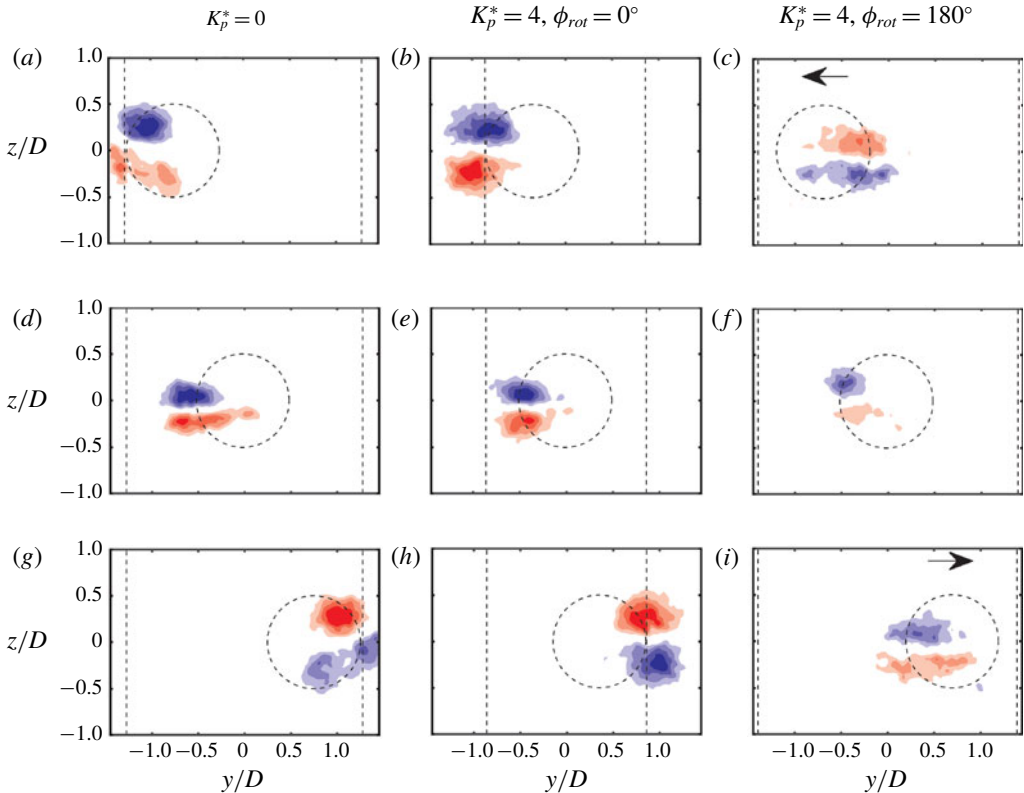 K*p = 0
K*p = 4, ϕrot = 0°
K*p = 4, ϕrot = 180°
(a)
(b)
(c)
1.0
0.5
z/D
0
−0.5
−1.0
(d)
(e)
(f)
1.0
0.5
z/D
0
−0.5
−1.0
(g)
(h)
(i)
1.0
0.5
z/D
0
−0.5
−1.0
−1.0 −0.5 0 0.5 1.0
−1.0 −0.5 0 0.5 1.0
−1.0 −0.5 0 0.5 1.0
y/D
y/D
y/D